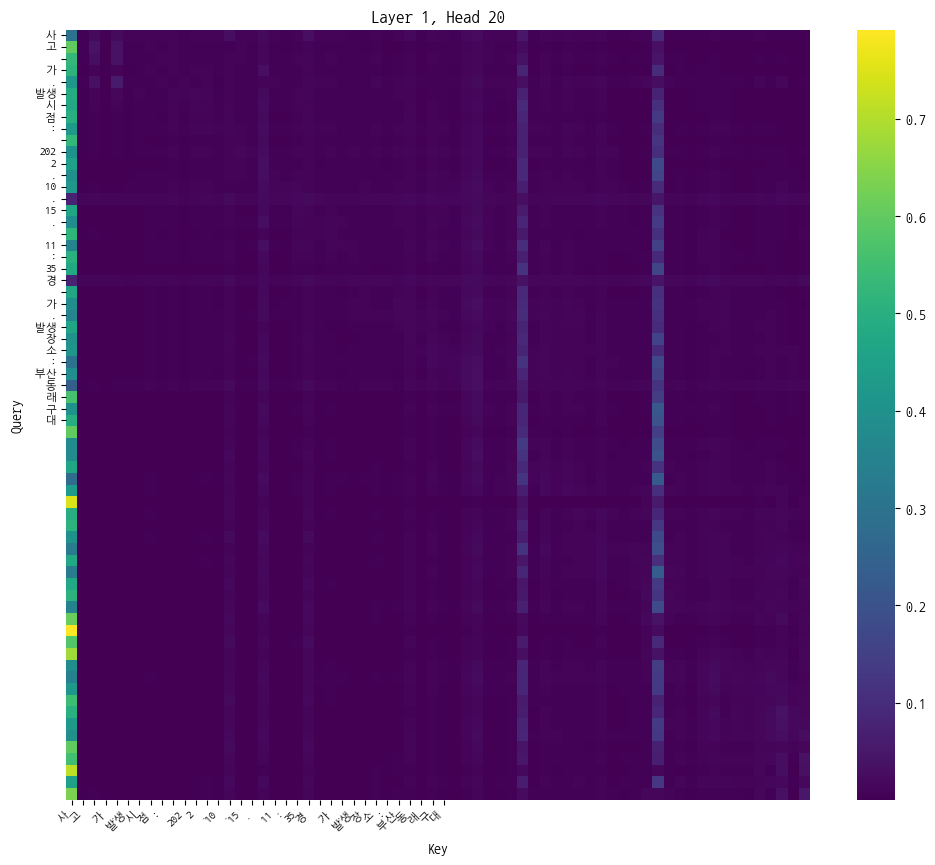 Layer 1, Head 20
사
고
가
.
발생
시
점
:
202
2
.
10
.
15
.
11
:
35
경
가
.
발생
장
소
:
부산
동
래
구
대
Query
0.7
0.6
0.5
0.4
0.3
0.2
0.1
사 고 가 발생 시 점 : 202 2 10 15 . 11 : 35 경 가 발생 장 소 : 부산 동 래 구 대
Key